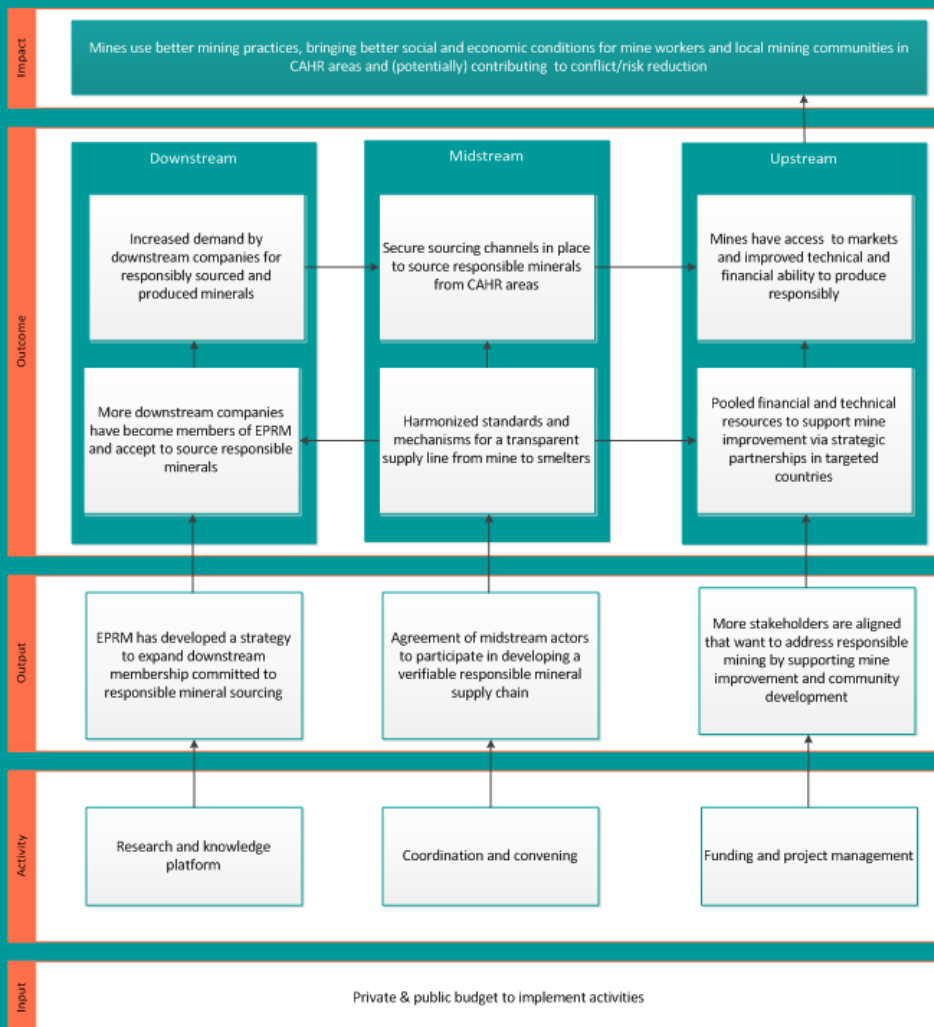 Impact
Mines use better mining practices, bringing better social and economic conditions for mine workers and local mining communities in
CAHR areas and (potentially) contributing to conflict/risk reduction
Outcome
Downstream
Midstream
Upstream
Increased demand by
downstream companies for
responsibly sourced and
produced minerals
Secure sourcing channels in place
to source responsible minerals
from CAHR areas
Mines have access to markets
and improved technical and
financial ability to produce
responsibly
More downstream companies
have become members of EPRM
and accept to source responsible
minerals
Harmonized standards and
mechanisms for a transparent
supply line from mine to smelters
Pooled financial and technical
resources to support mine
improvement via strategic
partnerships in targeted
countries
Output
EPRM has developed a strategy
to expand downstream
membership committed to
responsible mineral sourcing
Agreement of midstream actors
to participate in developing a
verifiable responsible mineral
supply chain
More stakeholders are aligned
that want to address responsible
mining by supporting mine
improvement and community
development
Activity
Research and knowledge
platform
Coordination and convening
Funding and project management
Input
Private & public budget to implement activities